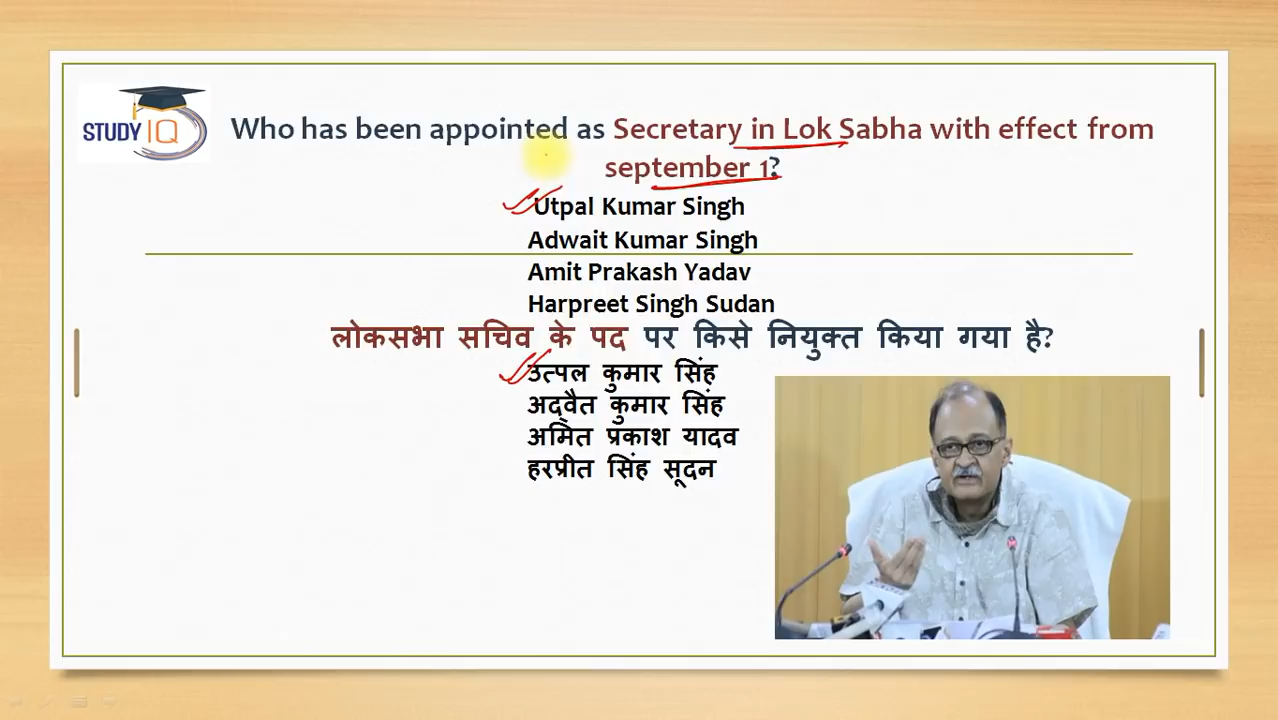 STUDY IQ
Who has been appointed as Secretary in Lok Sabha with effect from
september 1?
Utpal Kumar Singh
Adwait Kumar Singh
Amit Prakash Yadav
Harpreet Singh Sudan
लोकसभा सचिव के पद पर किसे नियुक्त किया गया है?
उत्पल कुमार सिंह
अद्वैत कुमार सिंह
अमित प्रकाश यादव
हरप्रीत सिंह सूदन